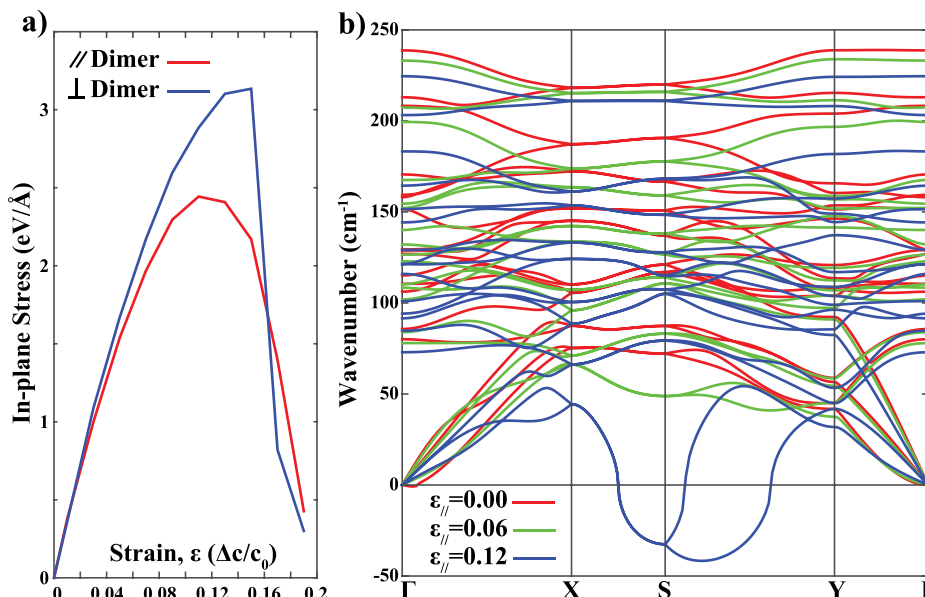 a)
// Dimer
⊥ Dimer
In-plane Stress (eV/Å)
3
2
1
0
Strain, ε (Δc/c₀)
0 0.04 0.08 0.12 0.16 0.2
b)
Wavenumber (cm⁻¹)
250
200
150
100
50
0
-50
ε//=0.00
ε//=0.06
ε//=0.12
Γ X S Y